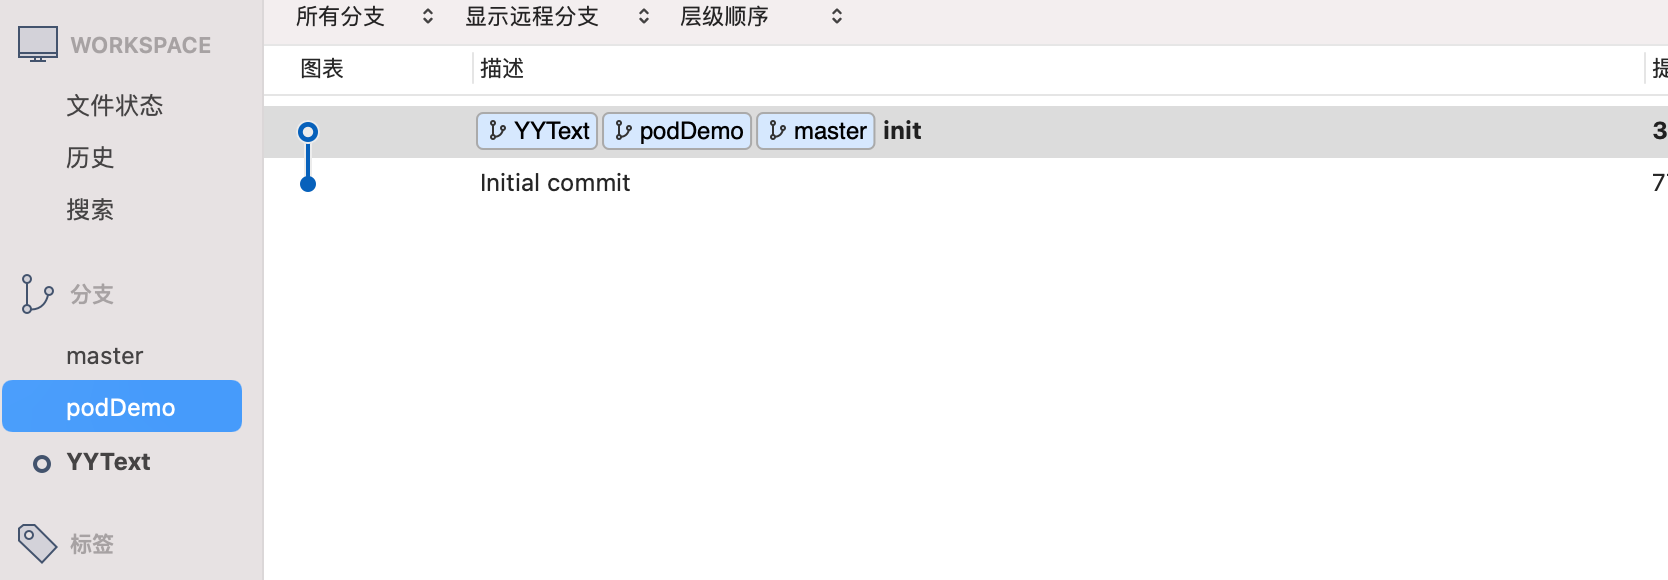 所有分支 显示远程分支 层级顺序
WORKSPACE
图表 描述 提
文件状态
YYText podDemo master init 3
历史
Initial commit 77
搜索
分支
master
podDemo
YYText
标签